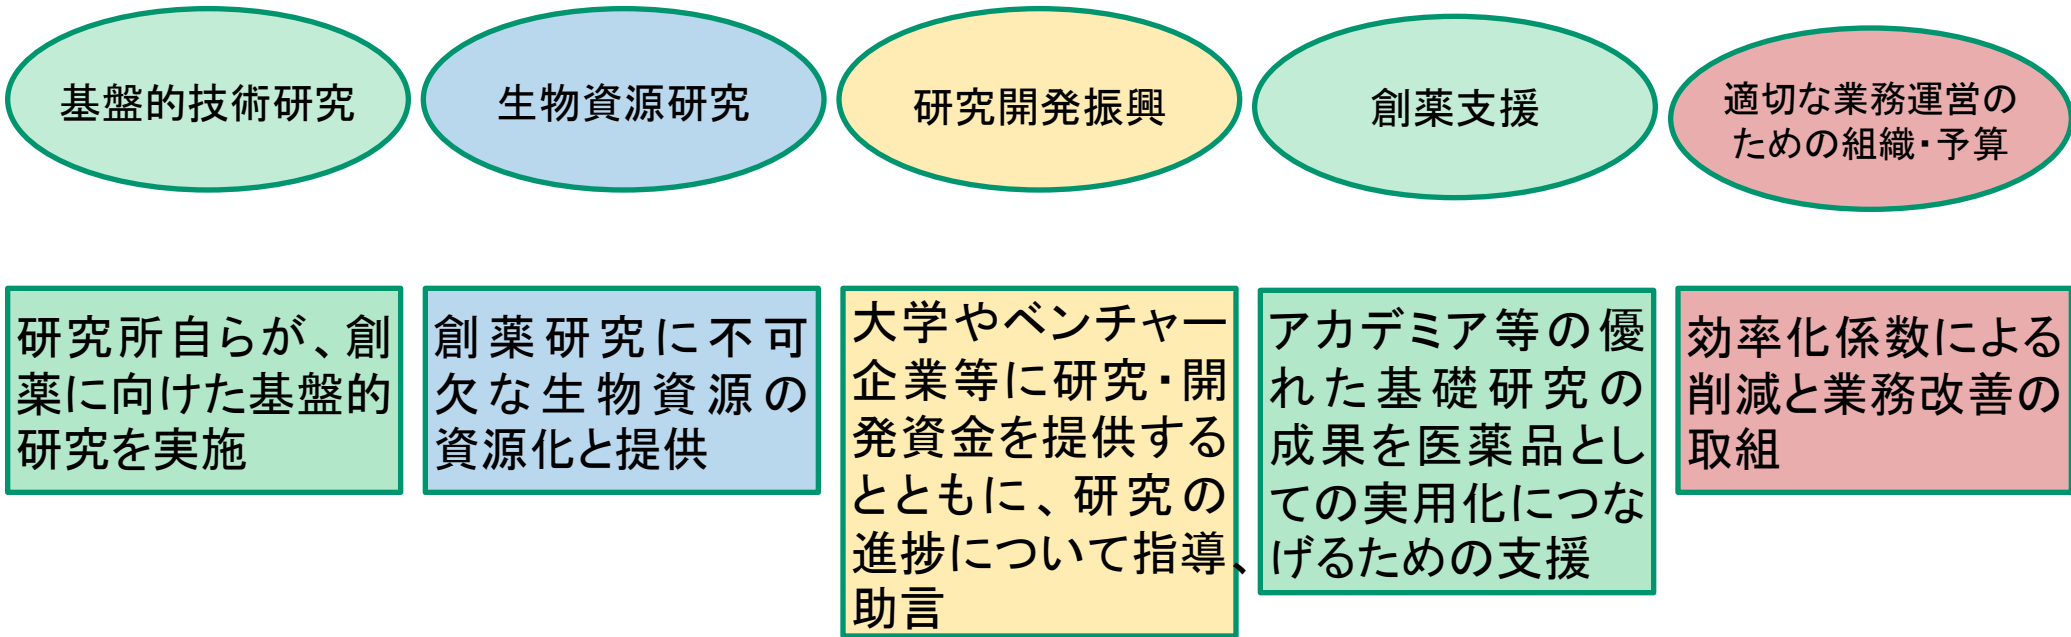 基盤的技術研究
生物資源研究
研究開発振興
創薬支援
適切な業務運営の
ための組織・予算
研究所自らが、創
薬に向けた基盤的
研究を実施
創薬研究に不可
欠な生物資源の
資源化と提供
大学やベンチャー
企業等に研究・開
発資金を提供する
とともに、研究の
進捗について指導、
助言
アカデミア等の優
れた基礎研究の
成果を医薬品とし
ての実用化につな
げるための支援
効率化係数による
削減と業務改善の
取組